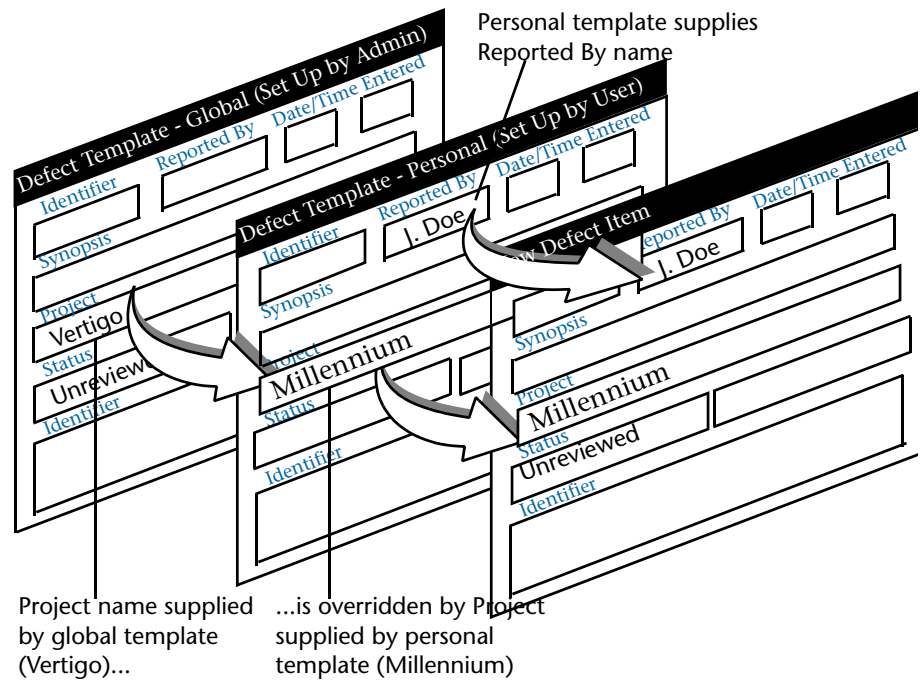 Personal template supplies
Reported By name
Defect Template - Global (Set Up by Admin)
Identifier
Reported By
Date/Time Entered
Synopsis
Project
Vertigo
Status
Unreviewed
Identifier
Defect Template - Personal (Set Up by User)
Identifier
Reported By
J. Doe
Date/Time Entered
Synopsis
Project
Millennium
Status
Identifier
Defect Item
Reported By
J. Doe
Date/Time Entered
Synopsis
Project
Millennium
Status
Unreviewed
Identifier
Project name supplied
by global template
(Vertigo)...
...is overridden by Project
supplied by personal
template (Millennium)